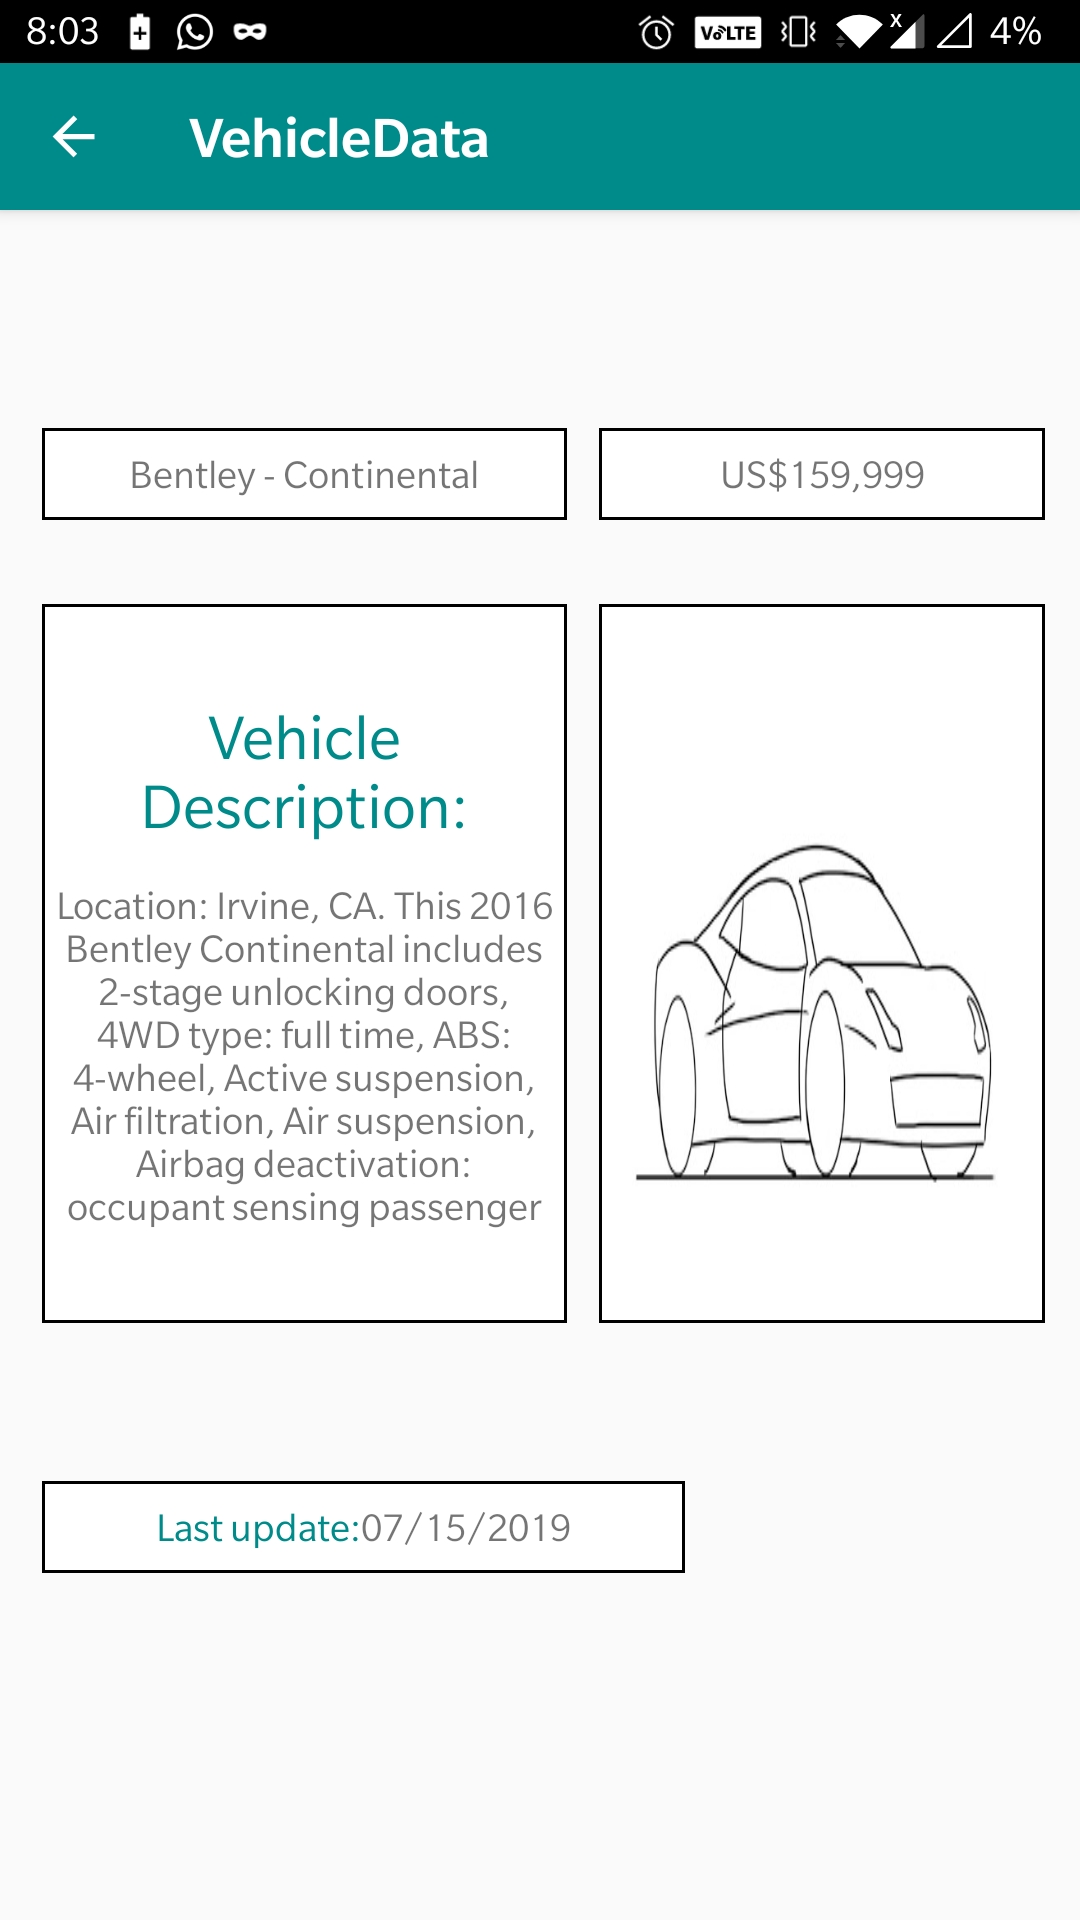 8:03
VoLTE
X
4%
VehicleData
Bentley - Continental
US$159,999
Vehicle
Description:
Location: Irvine, CA. This 2016
Bentley Continental includes
2-stage unlocking doors,
4WD type: full time, ABS:
4-wheel, Active suspension,
Air filtration, Air suspension,
Airbag deactivation:
occupant sensing passenger
Last update:07/15/2019